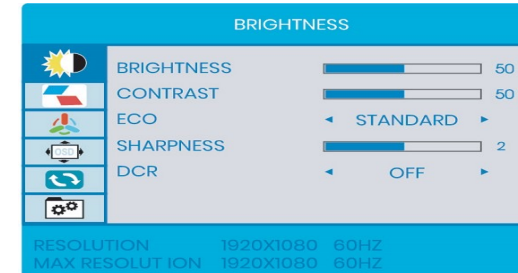 BRIGHTNESS
BRIGHTNESS 50
CONTRAST 50
ECO STANDARD
OSD
SHARPNESS 2
DCR OFF
RESOLUTION 1920X1080 60HZ
MAX RESOLUT ION 1920X1080 60HZ